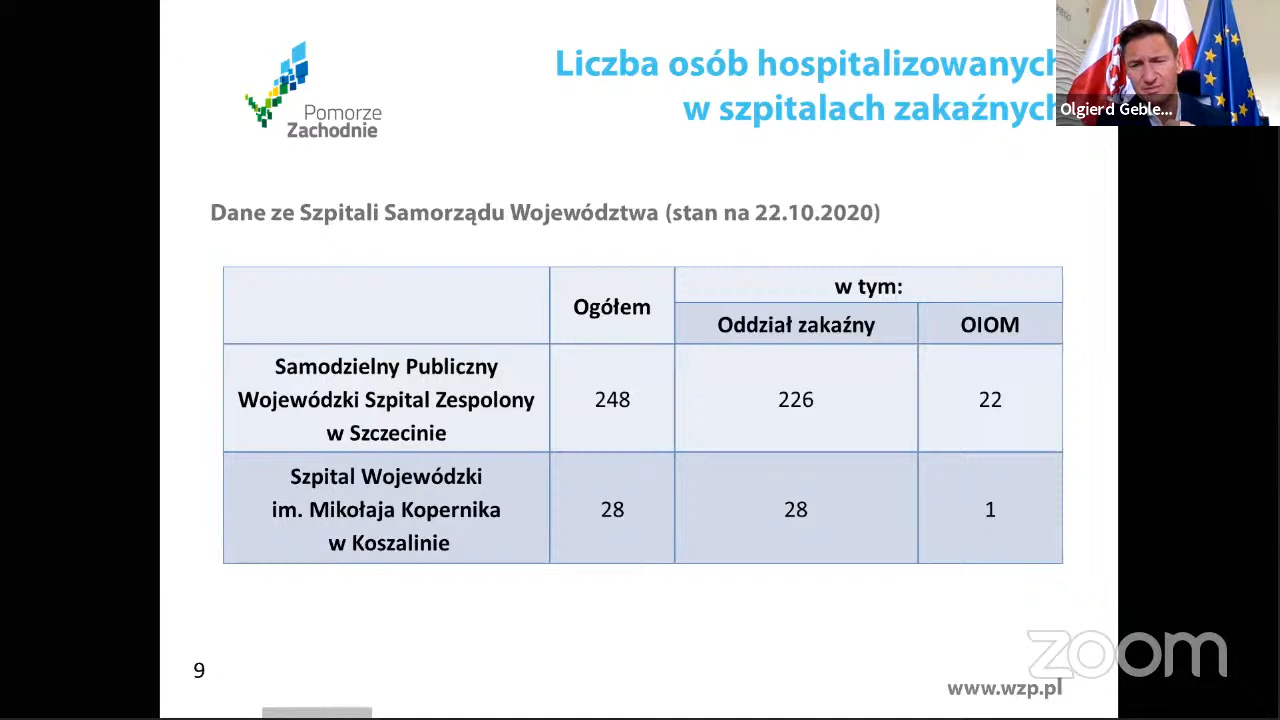 Pomorze
Zachodnie
Liczba osób hospitalizowanych
w szpitalach zakaźnych
Olgierd Geble...
Dane ze Szpitali Samorządu Województwa (stan na 22.10.2020)
Ogółem
w tym:
Oddział zakaźny
OIOM
Samodzielny Publiczny
Wojewódzki Szpital Zespolony
w Szczecinie
248
226
22
Szpital Wojewódzki
im. Mikołaja Kopernika
w Koszalinie
28
28
1
9
zoom
www.wzp.pl